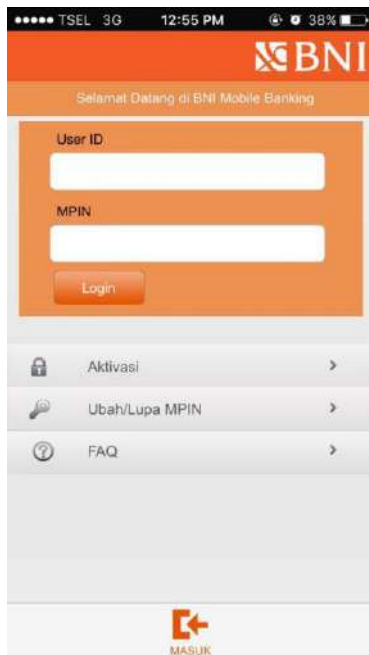 TSEL 3G 12:55 PM 38%
BNI
Selamat Datang di BNI Mobile Banking
User ID
MPIN
Login
Aktivasi
Ubah/Lupa MPIN
FAQ
MASUK